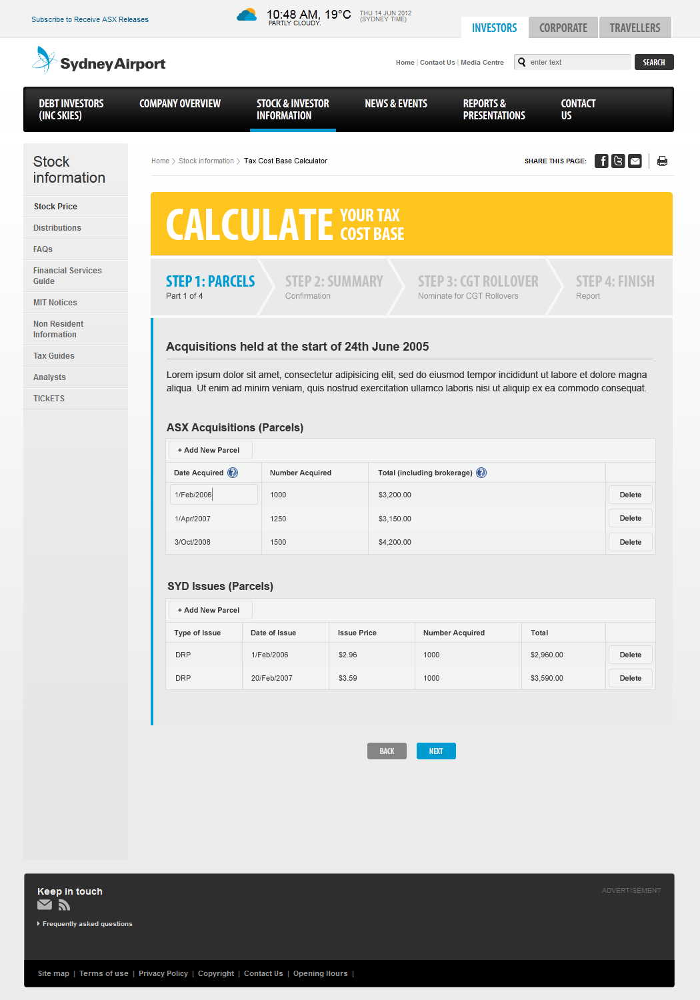 Subscribe to Receive ASX Releases
10:48 AM, 19°C
PARTLY CLOUDY.
THU 14 JUN 2012
(SYDNEY TIME)
INVESTORS
CORPORATE
TRAVELLERS
Sydney Airport
Home | Contact Us | Media Centre
enter text
SEARCH
DEBT INVESTORS
(INC SKIES)
COMPANY OVERVIEW
STOCK & INVESTOR
INFORMATION
NEWS & EVENTS
REPORTS &
PRESENTATIONS
CONTACT
US
Stock
information
Stock Price
Distributions
FAQs
Financial Services
Guide
MIT Notices
Non Resident
Information
Tax Guides
Analysts
TICkETS
Home > Stock information > Tax Cost Base Calculator
SHARE THIS PAGE:
CALCULATE YOUR TAX
COST BASE
STEP 1: PARCELS
Part 1 of 4
STEP 2: SUMMARY
Confirmation
STEP 3: CGT ROLLOVER
Nominate for CGT Rollovers
STEP 4: FINISH
Report
Acquisitions held at the start of 24th June 2005
Lorem ipsum dolor sit amet, consectetur adipisicing elit, sed do eiusmod tempor incididunt ut labore et dolore magna
aliqua. Ut enim ad minim veniam, quis nostrud exercitation ullamco laboris nisi ut aliquip ex ea commodo consequat.
ASX Acquisitions (Parcels)
+ Add New Parcel
Date Acquired ? Number Acquired Total (including brokerage) ?
1/Feb/2006 1000 $3,200.00 Delete
1/Apr/2007 1250 $3,150.00 Delete
3/Oct/2008 1500 $4,200.00 Delete
SYD Issues (Parcels)
+ Add New Parcel
Type of Issue Date of Issue Issue Price Number Acquired Total
DRP 1/Feb/2006 $2.96 1000 $2,960.00 Delete
DRP 20/Feb/2007 $3.59 1000 $3,590.00 Delete
BACK
NEXT
Keep in touch
ADVERTISEMENT
Frequently asked questions
Site map | Terms of use | Privacy Policy | Copyright | Contact Us | Opening Hours |